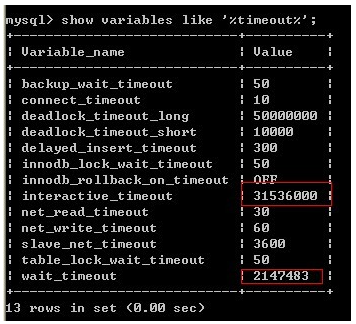 mysql> show variables like '%timeout%';
+----------------------------+----------+
| Variable_name | Value |
+----------------------------+----------+
| backup_wait_timeout | 50 |
| connect_timeout | 10 |
| deadlock_timeout_long | 50000000 |
| deadlock_timeout_short | 10000 |
| delayed_insert_timeout | 300 |
| innodb_lock_wait_timeout | 50 |
| innodb_rollback_on_timeout | OFF |
| interactive_timeout | 31536000 |
| net_read_timeout | 30 |
| net_write_timeout | 60 |
| slave_net_timeout | 3600 |
| table_lock_wait_timeout | 50 |
| wait_timeout | 2147483 |
+----------------------------+----------+
13 rows in set (0.00 sec)